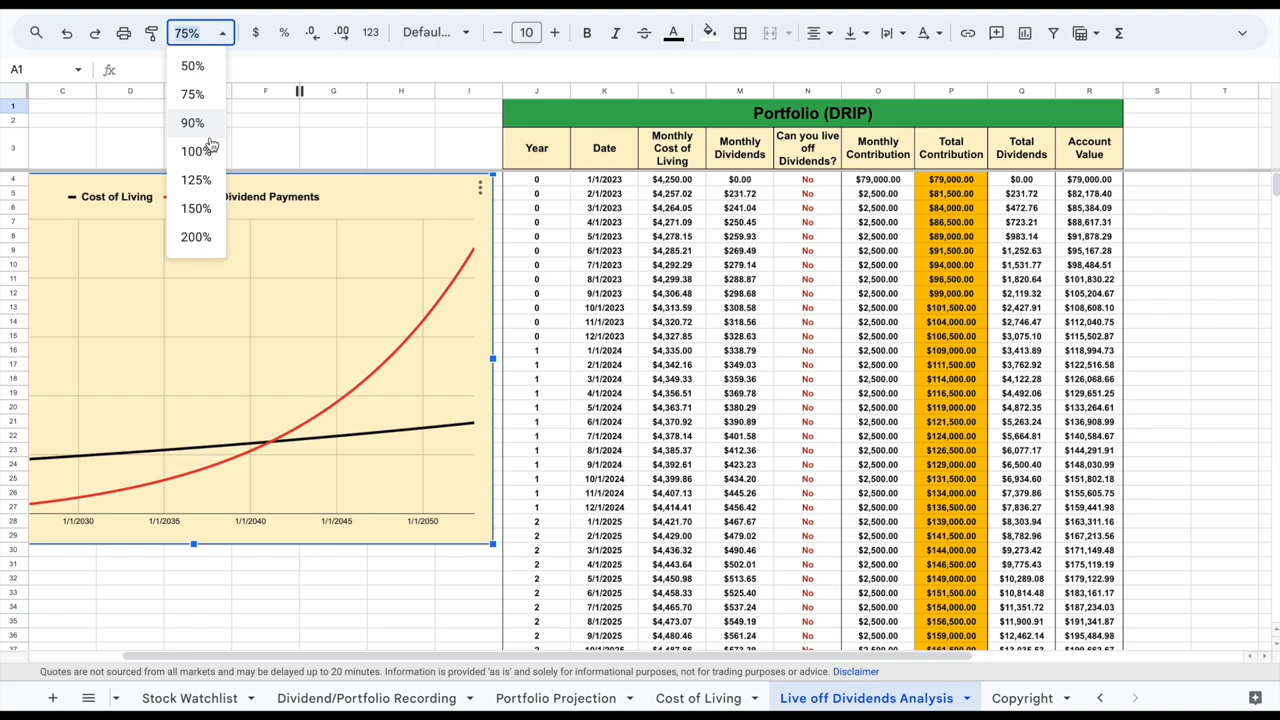 75% $ % .0 .00 123 Defaul... 10 B I A Σ
A1 fx
50%
75%
90%
100%
125%
150%
200%
C D F G H I J K L M N O P Q R S T
1 Portfolio (DRIP)
2
3 Year Date Monthly Cost of Living Monthly Dividends Can you live off Dividends? Monthly Contribution Total Contribution Total Dividends Account Value
Cost of Living Dividend Payments
1/1/2030 1/1/2035 1/1/2040 1/1/2045 1/1/2050
4 0 1/1/2023 $4,250.00 $0.00 No $79,000.00 $79,000.00 $0.00 $79,000.00
5 0 2/1/2023 $4,257.02 $231.72 No $2,500.00 $81,500.00 $231.72 $82,178.40
6 0 3/1/2023 $4,264.05 $241.04 No $2,500.00 $84,000.00 $472.76 $85,384.09
7 0 4/1/2023 $4,271.09 $250.45 No $2,500.00 $86,500.00 $723.21 $88,617.31
8 0 5/1/2023 $4,278.15 $259.93 No $2,500.00 $89,000.00 $983.14 $91,878.29
9 0 6/1/2023 $4,285.21 $269.49 No $2,500.00 $91,500.00 $1,252.63 $95,167.28
10 0 7/1/2023 $4,292.29 $279.14 No $2,500.00 $94,000.00 $1,531.77 $98,484.51
11 0 8/1/2023 $4,299.38 $288.87 No $2,500.00 $96,500.00 $1,820.64 $101,830.22
12 0 9/1/2023 $4,306.48 $298.68 No $2,500.00 $99,000.00 $2,119.32 $105,204.67
13 0 10/1/2023 $4,313.59 $308.58 No $2,500.00 $101,500.00 $2,427.91 $108,608.10
14 0 11/1/2023 $4,320.72 $318.56 No $2,500.00 $104,000.00 $2,746.47 $112,040.75
15 0 12/1/2023 $4,327.85 $328.63 No $2,500.00 $106,500.00 $3,075.10 $115,502.87
16 1 1/1/2024 $4,335.00 $338.79 No $2,500.00 $109,000.00 $3,413.89 $118,994.73
17 1 2/1/2024 $4,342.16 $349.03 No $2,500.00 $111,500.00 $3,762.92 $122,516.58
18 1 3/1/2024 $4,349.33 $359.36 No $2,500.00 $114,000.00 $4,122.28 $126,068.66
19 1 4/1/2024 $4,356.51 $369.78 No $2,500.00 $116,500.00 $4,492.06 $129,651.25
20 1 5/1/2024 $4,363.71 $380.29 No $2,500.00 $119,000.00 $4,872.35 $133,264.61
21 1 6/1/2024 $4,370.92 $390.89 No $2,500.00 $121,500.00 $5,263.24 $136,908.99
22 1 7/1/2024 $4,378.14 $401.58 No $2,500.00 $124,000.00 $5,664.81 $140,584.67
23 1 8/1/2024 $4,385.37 $412.36 No $2,500.00 $126,500.00 $6,077.17 $144,291.91
24 1 9/1/2024 $4,392.61 $423.23 No $2,500.00 $129,000.00 $6,500.40 $148,030.99
25 1 10/1/2024 $4,399.86 $434.20 No $2,500.00 $131,500.00 $6,934.60 $151,802.18
26 1 11/1/2024 $4,407.13 $445.26 No $2,500.00 $134,000.00 $7,379.86 $155,605.75
27 1 12/1/2024 $4,414.41 $456.42 No $2,500.00 $136,500.00 $7,836.27 $159,441.98
28 2 1/1/2025 $4,421.70 $467.67 No $2,500.00 $139,000.00 $8,303.94 $163,311.16
29 2 2/1/2025 $4,429.00 $479.02 No $2,500.00 $141,500.00 $8,782.96 $167,213.56
30 2 3/1/2025 $4,436.32 $490.46 No $2,500.00 $144,000.00 $9,273.42 $171,149.48
31 2 4/1/2025 $4,443.64 $502.01 No $2,500.00 $146,500.00 $9,775.43 $175,119.19
32 2 5/1/2025 $4,450.98 $513.65 No $2,500.00 $149,000.00 $10,289.08 $179,122.99
33 2 6/1/2025 $4,458.33 $525.40 No $2,500.00 $151,500.00 $10,814.48 $183,161.17
34 2 7/1/2025 $4,465.70 $537.24 No $2,500.00 $154,000.00 $11,351.72 $187,234.03
35 2 8/1/2025 $4,473.07 $549.19 No $2,500.00 $156,500.00 $11,900.91 $191,341.87
36 2 9/1/2025 $4,480.46 $561.24 No $2,500.00 $159,000.00 $12,462.14 $195,484.98
Quotes are not sourced from all markets and may be delayed up to 20 minutes. Information is provided 'as is' and solely for informational purposes, not for trading purposes or advice. Disclaimer
Stock Watchlist Dividend/Portfolio Recording Portfolio Projection Cost of Living Live off Dividends Analysis Copyright